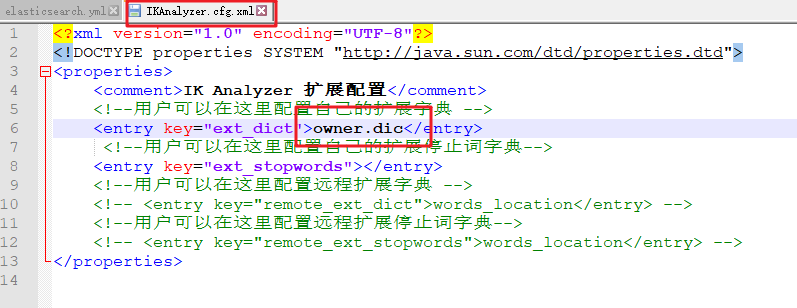 elasticsearch.yml IKAnalyzer.cfg.xml
1 <?xml version="1.0" encoding="UTF-8"?>
2 <!DOCTYPE properties SYSTEM "http://java.sun.com/dtd/properties.dtd">
3 <properties>
4 <comment>IK Analyzer 扩展配置</comment>
5 <!--用户可以在这里配置自己的扩展字典 -->
6 <entry key="ext_dict">owner.dic</entry>
7 <!--用户可以在这里配置自己的扩展停止词字典-->
8 <entry key="ext_stopwords"></entry>
9 <!--用户可以在这里配置远程扩展字典 -->
10 <!-- <entry key="remote_ext_dict">words_location</entry> -->
11 <!--用户可以在这里配置远程扩展停止词字典-->
12 <!-- <entry key="remote_ext_stopwords">words_location</entry> -->
13 </properties>
14